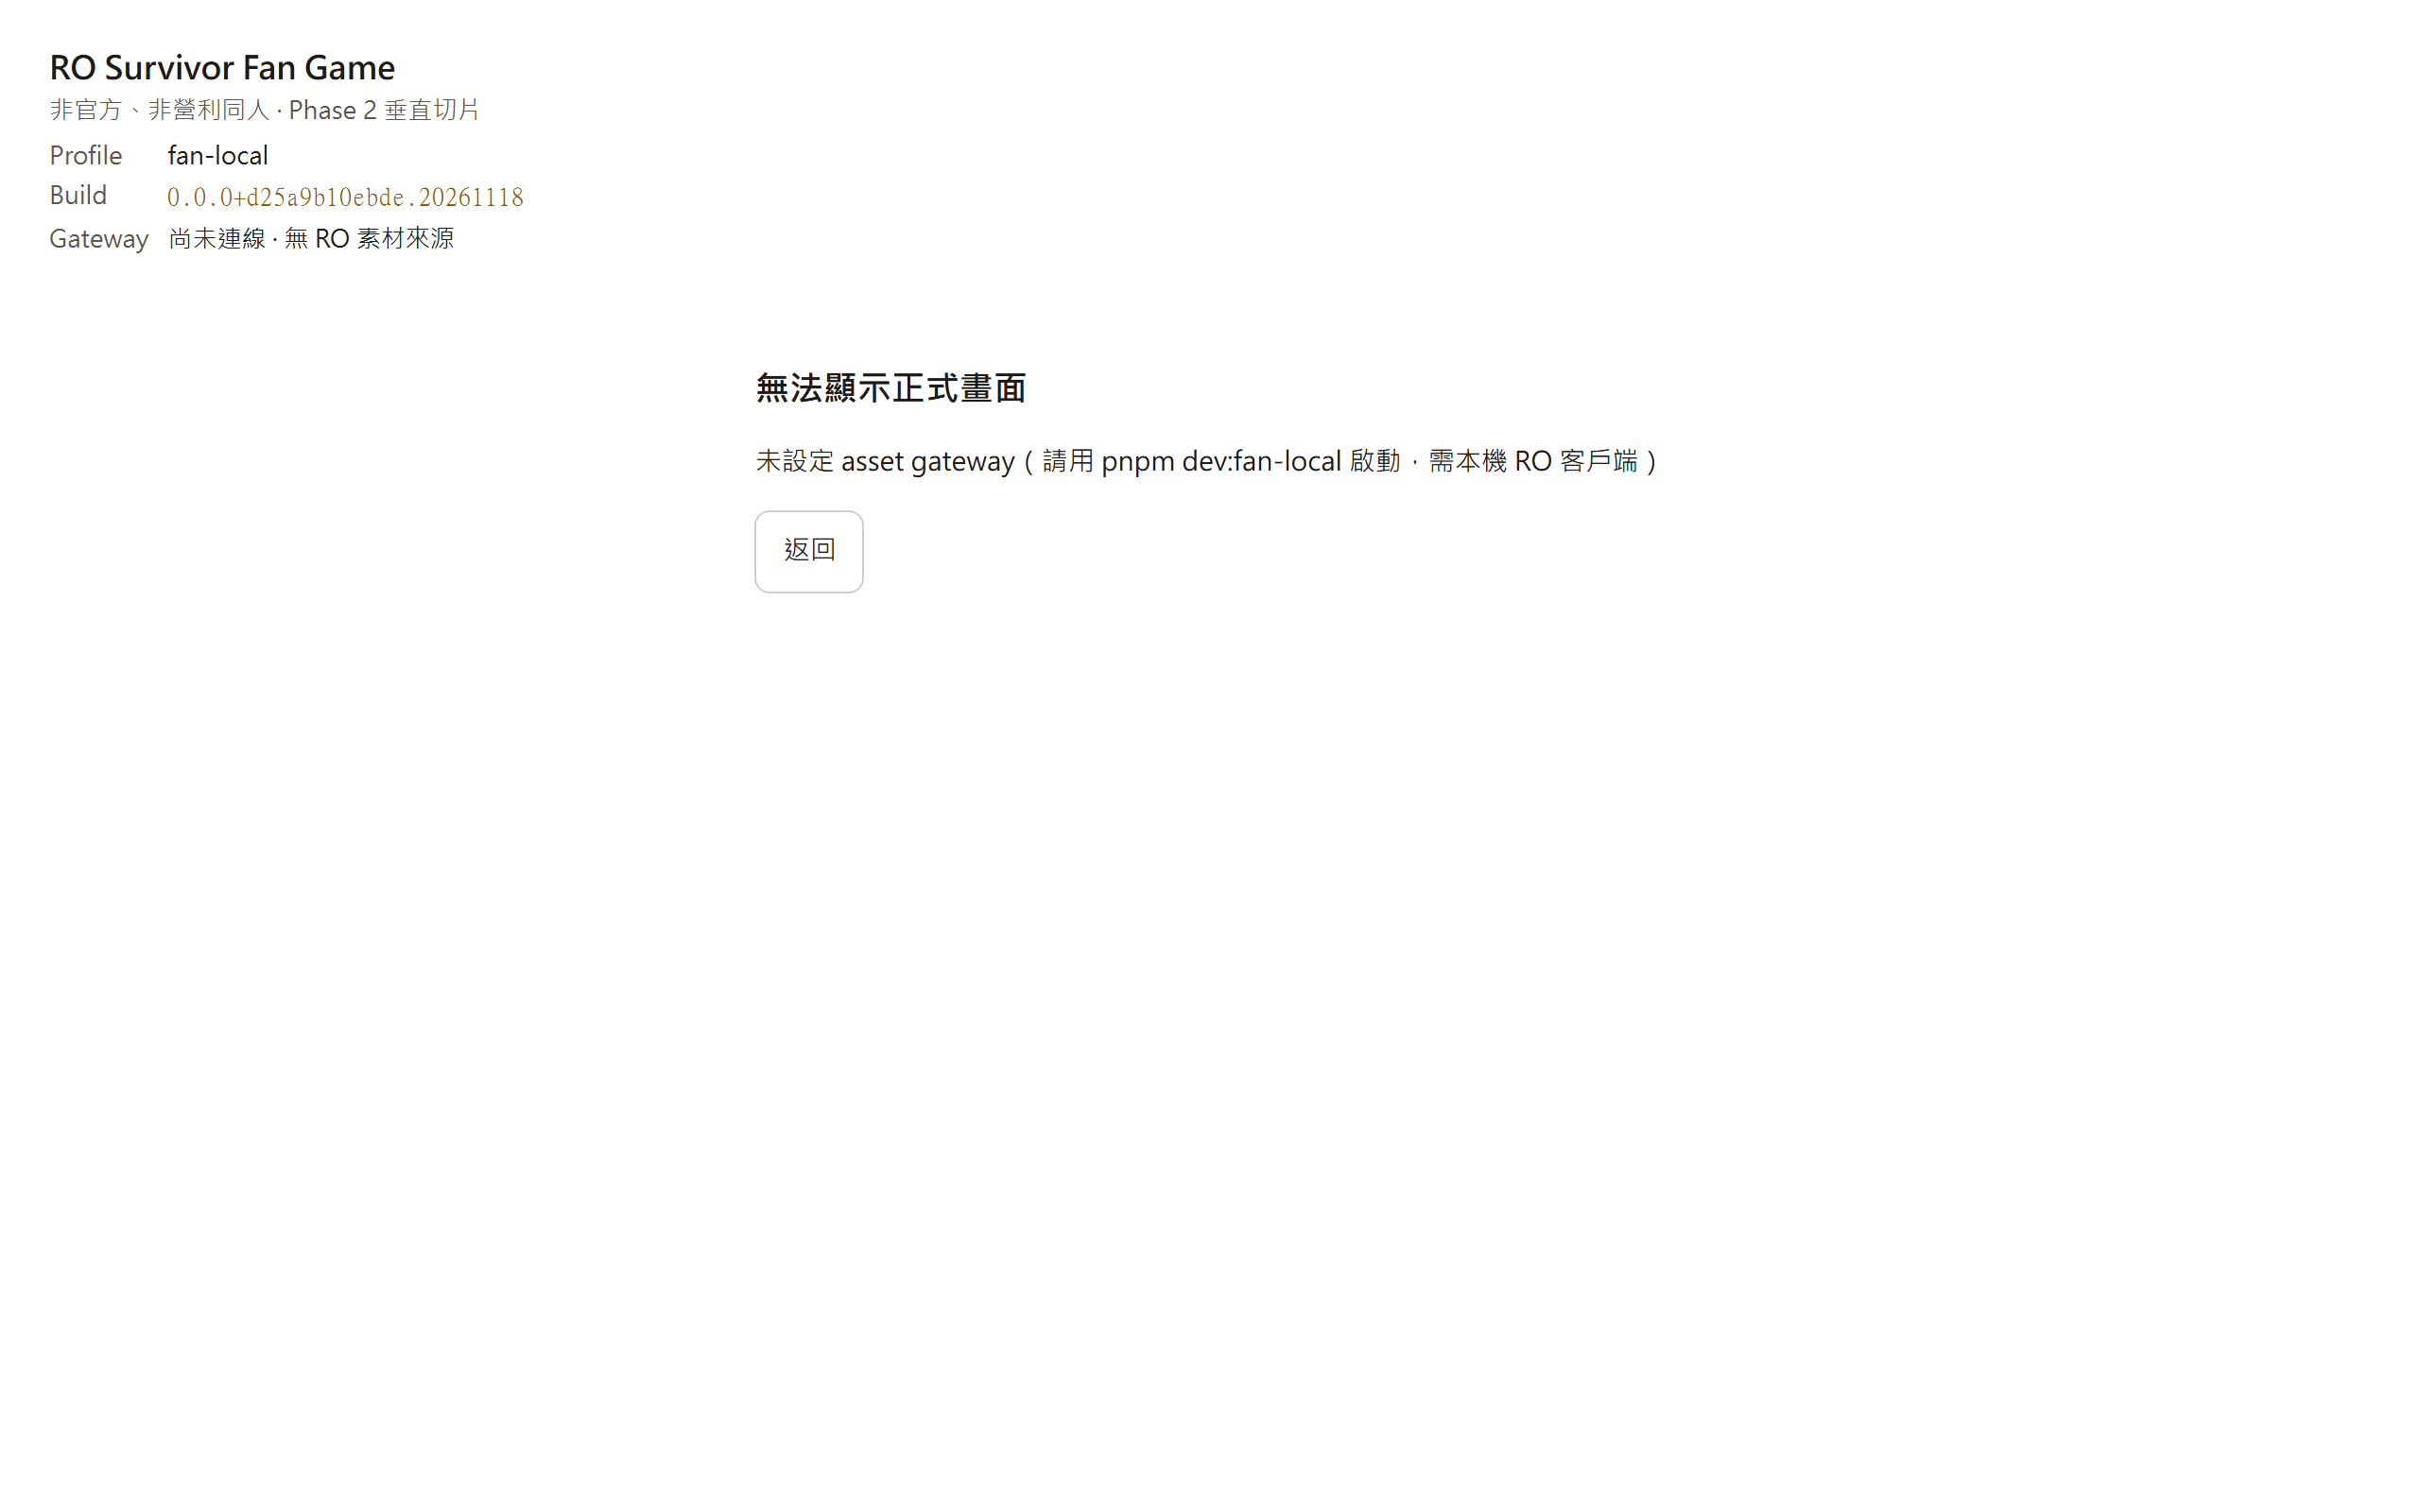 RO Survivor Fan Game
非官方、非營利同人 · Phase 2 垂直切片
Profile fan-local
Build 0.0.0+d25a9b10ebde.20261118
Gateway 尚未連線 · 無 RO 素材來源
無法顯示正式畫面
未設定 asset gateway（請用 pnpm dev:fan-local 啟動，需本機 RO 客戶端）
返回